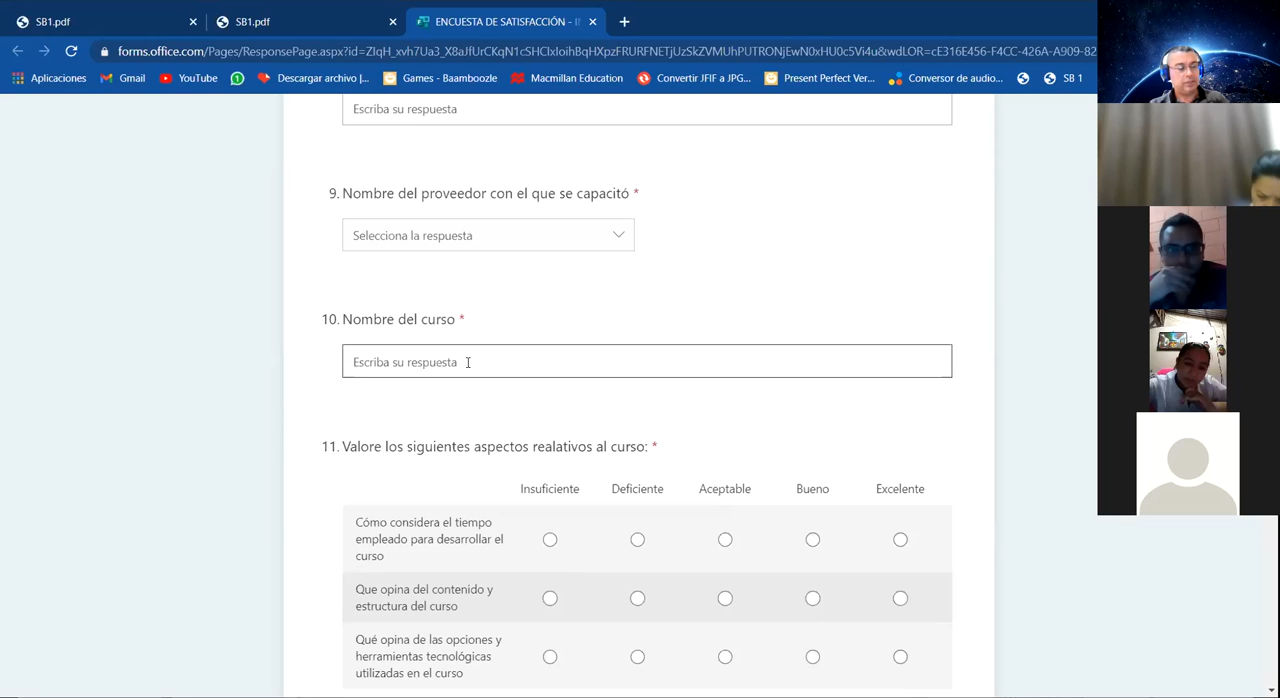 SB1.pdf
SB1.pdf
ENCUESTA DE SATISFACCIÓN - I
forms.office.com/Pages/ResponsePage.aspx?id=ZIqH_xvh7Ua3_X8aJfUrCKqN1cSHCIxloihBqHXpzFRURFNETjUzSkZVMUhPUTRONjEwN0xHU0c5Vi4u&wdLOR=cE316E456-F4CC-426A-A909-82
Aplicaciones Gmail YouTube Descargar archivo |... Games - Baamboozle Macmillan Education Convertir JFIF a JPG... Present Perfect Ver... Conversor de audio... SB 1
Escriba su respuesta
9. Nombre del proveedor con el que se capacitó *
Selecciona la respuesta
10. Nombre del curso *
Escriba su respuesta
11. Valore los siguientes aspectos realativos al curso: *
Insuficiente Deficiente Aceptable Bueno Excelente
Cómo considera el tiempo
empleado para desarrollar el
curso
Que opina del contenido y
estructura del curso
Qué opina de las opciones y
herramientas tecnológicas
utilizadas en el curso